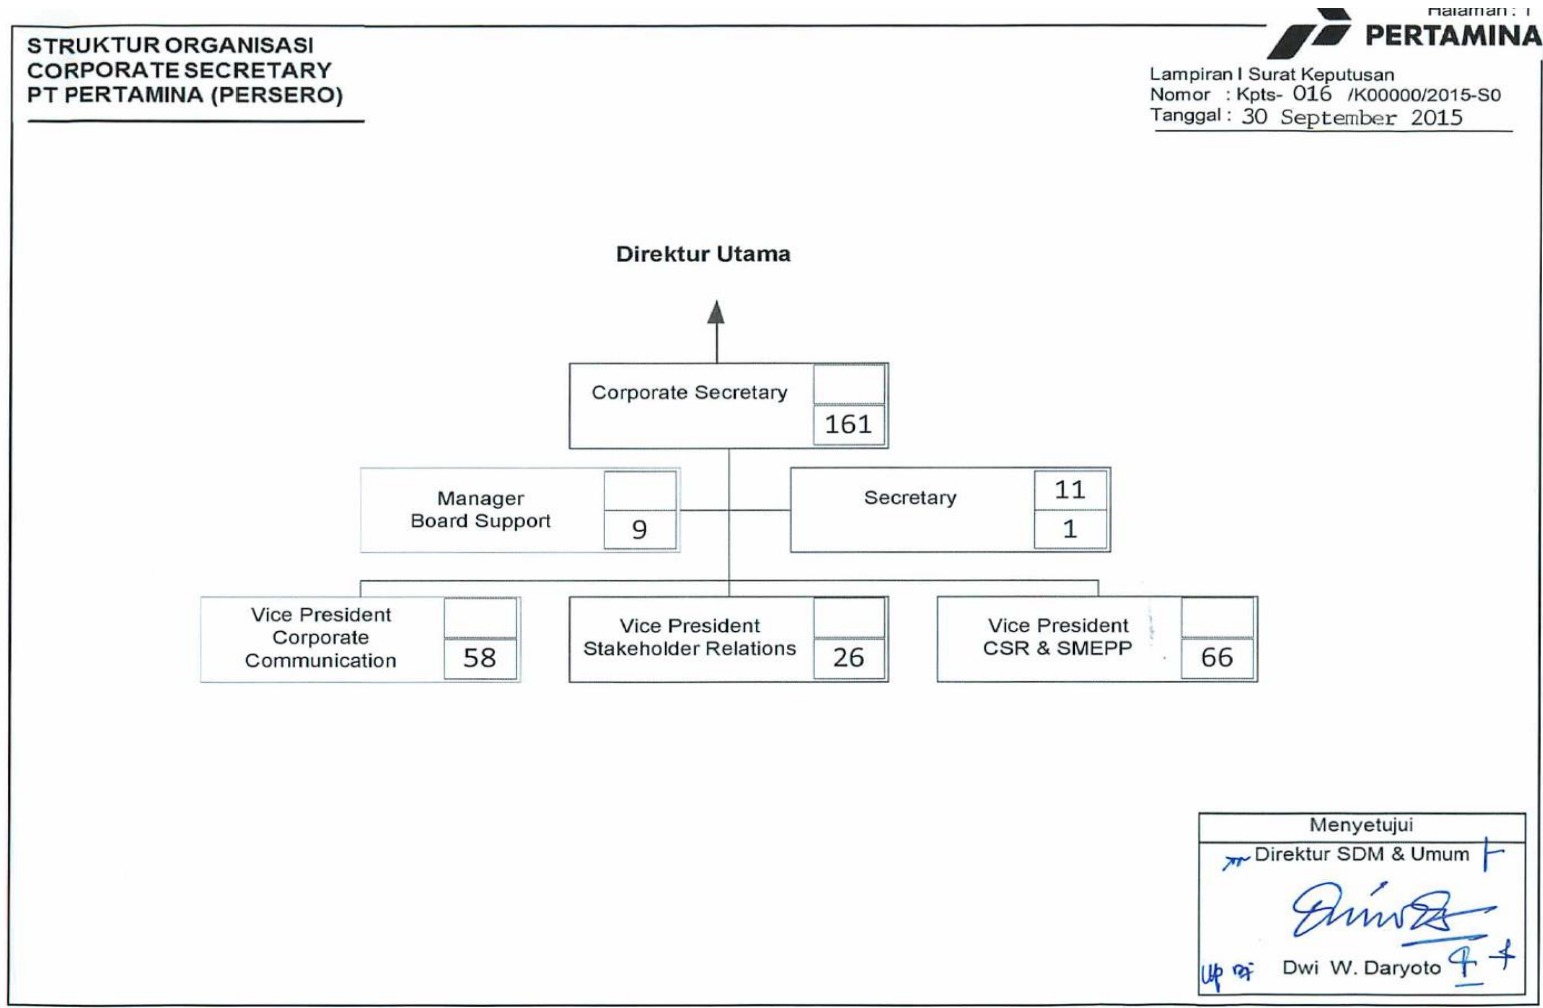 Halaman : 1
PERTAMINA
STRUKTUR ORGANISASI
CORPORATE SECRETARY
PT PERTAMINA (PERSERO)
Lampiran I Surat Keputusan
Nomor : Kpts- 016 /K00000/2015-S0
Tanggal : 30 September 2015
Direktur Utama
Corporate Secretary
161
Manager
Board Support
9
Secretary
11
1
Vice President
Corporate
Communication
58
Vice President
Stakeholder Relations
26
Vice President
CSR & SMEPP
66
Menyetujui
Direktur SDM & Umum
Dwi W. Daryoto